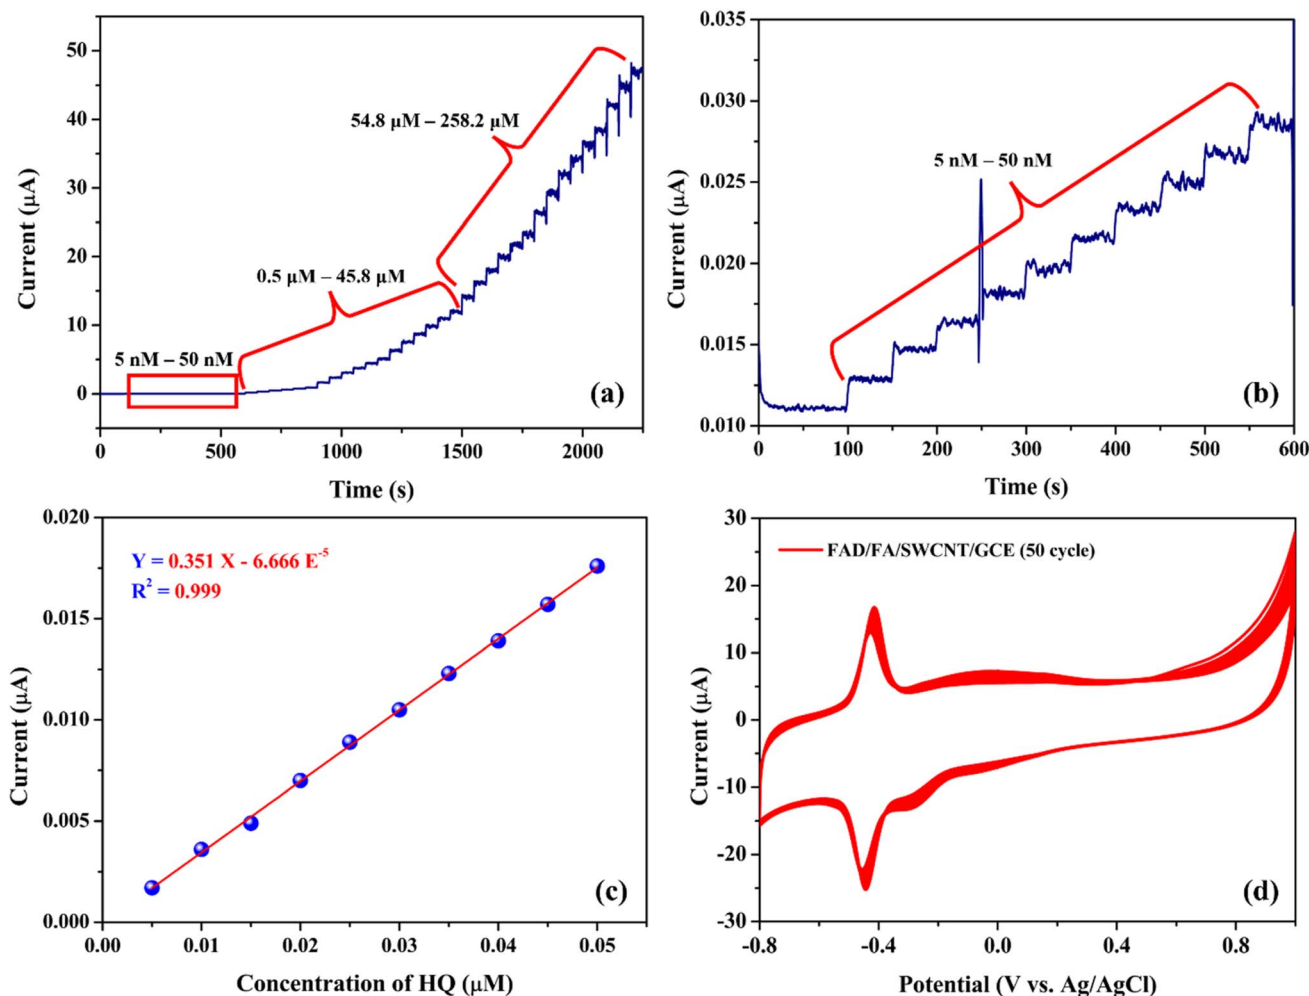 50
40
30
20
10
0
Current (µA)
54.8 µM – 258.2 µM
0.5 µM – 45.8 µM
5 nM – 50 nM
(a)
0 500 1000 1500 2000
Time (s)
0.035
0.030
0.025
0.020
0.015
0.010
Current (µA)
5 nM – 50 nM
(b)
0 100 200 300 400 500 600
Time (s)
0.020
0.015
0.010
0.005
0.000
Current (µA)
Y = 0.351 X - 6.666 E-5
R2 = 0.999
(c)
0.00 0.01 0.02 0.03 0.04 0.05
Concentration of HQ (µM)
30
20
10
0
-10
-20
-30
Current (µA)
FAD/FA/SWCNT/GCE (50 cycle)
(d)
-0.8 -0.4 0.0 0.4 0.8
Potential (V vs. Ag/AgCl)